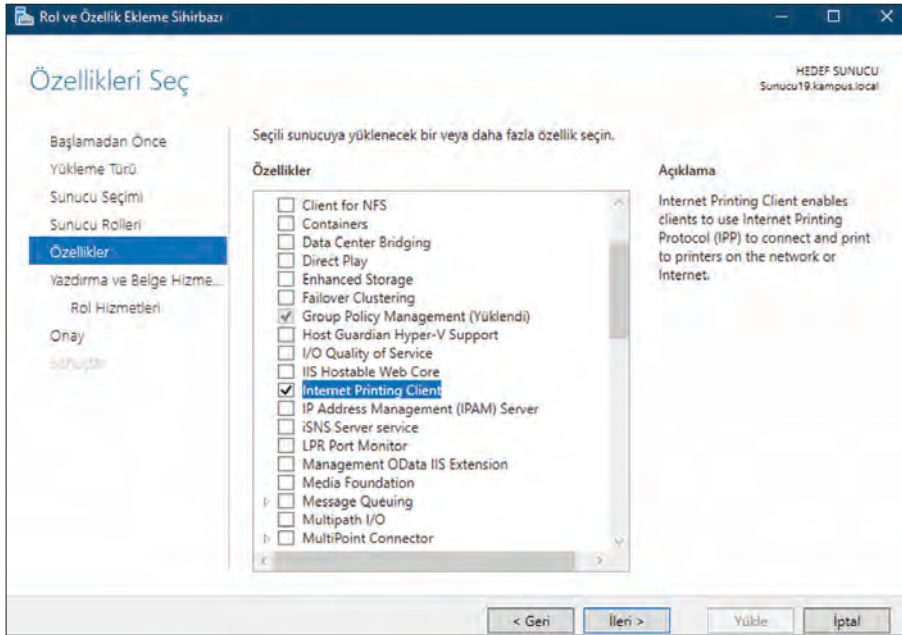 Rol ve Özellik Ekleme Sihirbazı
Özellikleri Seç
HEDEF SUNUCU
Sunucu19.kampus.local
Başlamadan Önce
Yükleme Türü
Sunucu Seçimi
Sunucu Rolleri
Özellikler
Yazdırma ve Belge Hizme...
Rol Hizmetleri
Onay
Sonuçlar
Seçili sunucuya yüklenecek bir veya daha fazla özellik seçin.
Özellikler
Client for NFS
Containers
Data Center Bridging
Direct Play
Enhanced Storage
Failover Clustering
Group Policy Management (Yüklendi)
Host Guardian Hyper-V Support
I/O Quality of Service
IIS Hostable Web Core
Internet Printing Client
IP Address Management (IPAM) Server
iSNS Server service
LPR Port Monitor
Management OData IIS Extension
Media Foundation
Message Queuing
Multipath I/O
MultiPoint Connector
Açıklama
Internet Printing Client enables
clients to use Internet Printing
Protocol (IPP) to connect and print
to printers on the network or
Internet.
< Geri
İleri >
Yükle
İptal